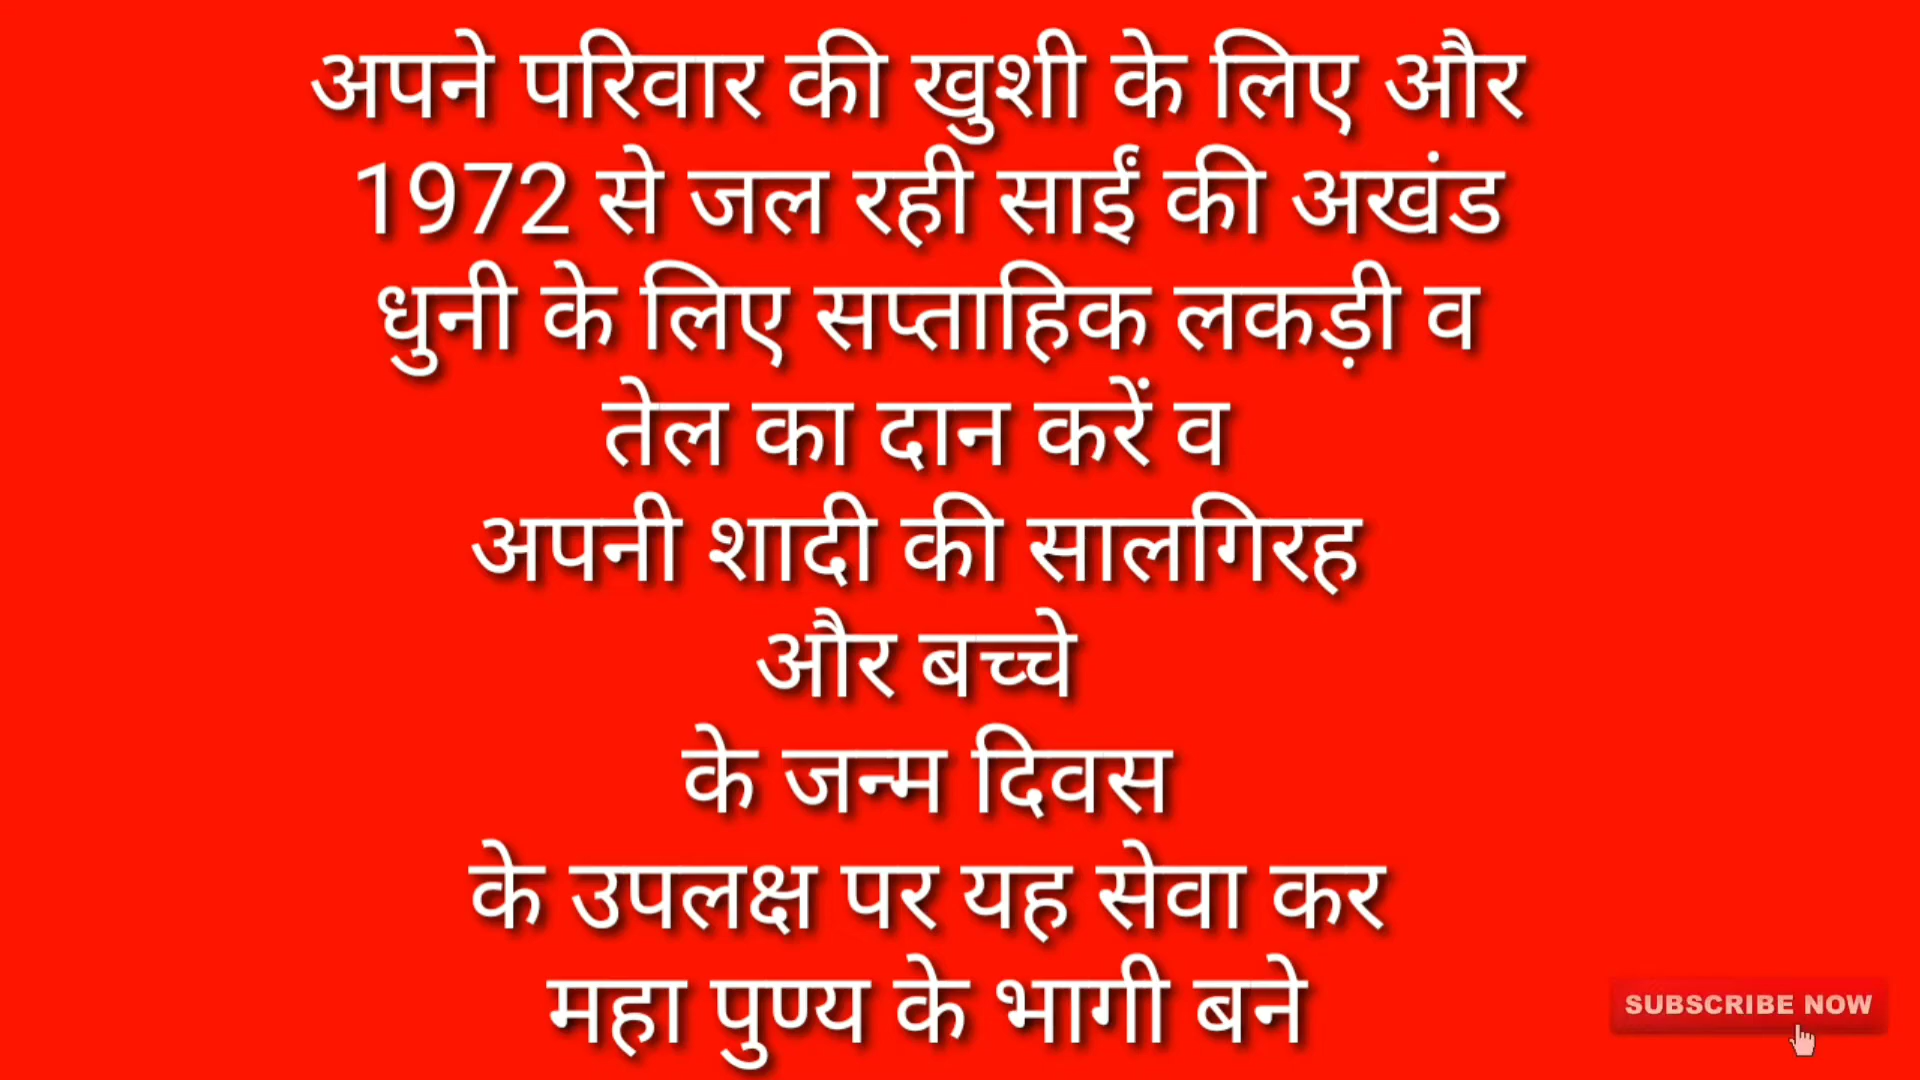 अपने परिवार की खुशी के लिए और
1972 से जल रही साईं की अखंड
धुनी के लिए सप्ताहिक लकड़ी व
तेल का दान करें व
अपनी शादी की सालगिरह
और बच्चे
के जन्म दिवस
के उपलक्ष पर यह सेवा कर
महा पुण्य के भागी बने
SUBSCRIBE NOW